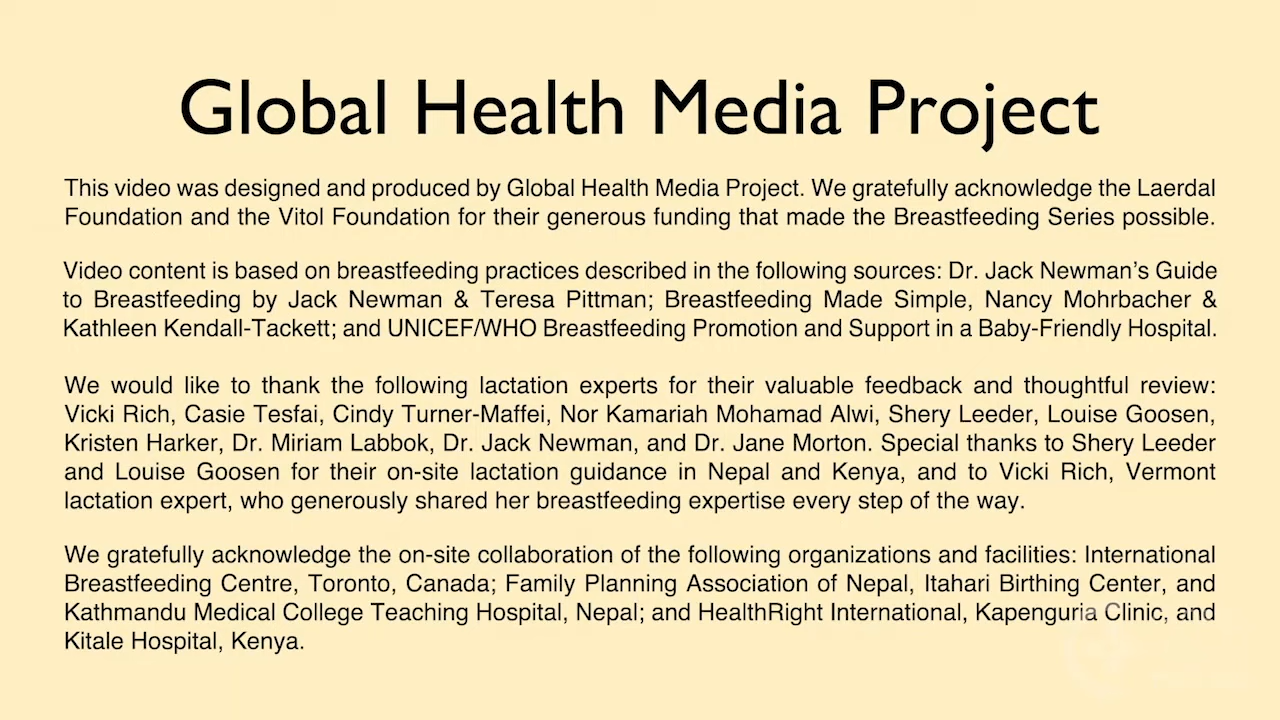 Global Health Media Project
This video was designed and produced by Global Health Media Project. We gratefully acknowledge the Laerdal
Foundation and the Vitol Foundation for their generous funding that made the Breastfeeding Series possible.
Video content is based on breastfeeding practices described in the following sources: Dr. Jack Newman's Guide
to Breastfeeding by Jack Newman & Teresa Pittman; Breastfeeding Made Simple, Nancy Mohrbacher &
Kathleen Kendall-Tackett; and UNICEF/WHO Breastfeeding Promotion and Support in a Baby-Friendly Hospital.
We would like to thank the following lactation experts for their valuable feedback and thoughtful review:
Vicki Rich, Casie Tesfai, Cindy Turner-Maffei, Nor Kamariah Mohamad Alwi, Shery Leeder, Louise Goosen,
Kristen Harker, Dr. Miriam Labbok, Dr. Jack Newman, and Dr. Jane Morton. Special thanks to Shery Leeder
and Louise Goosen for their on-site lactation guidance in Nepal and Kenya, and to Vicki Rich, Vermont
lactation expert, who generously shared her breastfeeding expertise every step of the way.
We gratefully acknowledge the on-site collaboration of the following organizations and facilities: International
Breastfeeding Centre, Toronto, Canada; Family Planning Association of Nepal, Itahari Birthing Center, and
Kathmandu Medical College Teaching Hospital, Nepal; and HealthRight International, Kapenguria Clinic, and
Kitale Hospital, Kenya.